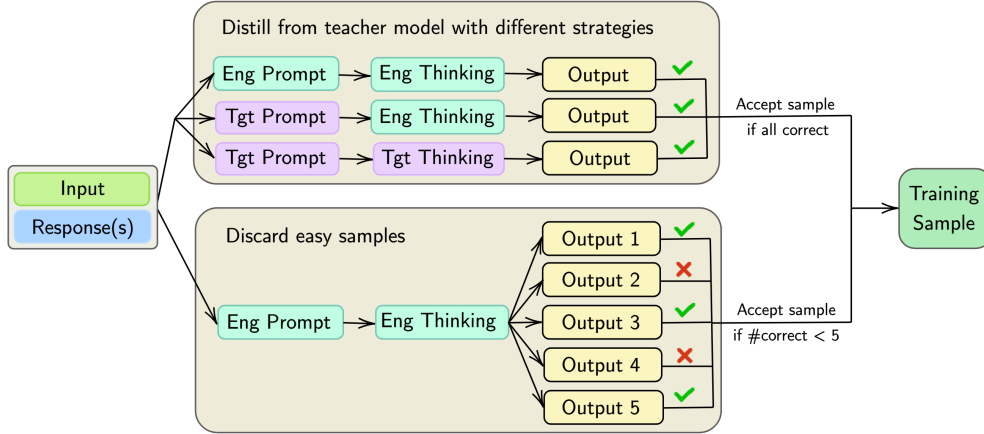 Distill from teacher model with different strategies
Eng Prompt
Eng Thinking
Output
Tgt Prompt
Eng Thinking
Output
Tgt Prompt
Tgt Thinking
Output
Accept sample
if all correct
Input
Response(s)
Training
Sample
Discard easy samples
Eng Prompt
Eng Thinking
Output 1
Output 2
Output 3
Output 4
Output 5
Accept sample
if #correct < 5